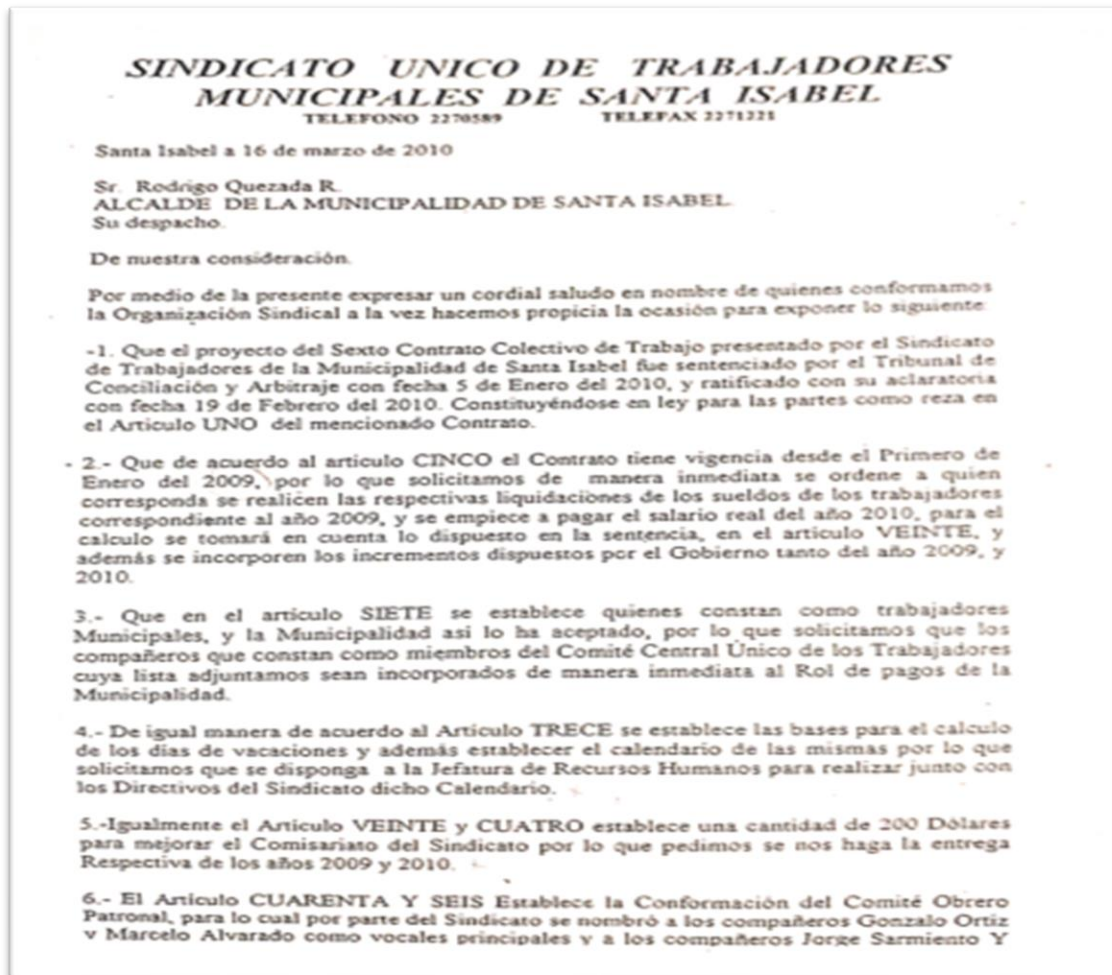 SINDICATO UNICO DE TRABAJADORES
MUNICIPALES DE SANTA ISABEL
TELEFONO 2270589 TELEFAX 2271221
Santa Isabel a 16 de marzo de 2010
Sr. Rodrigo Quezada R.
ALCALDE DE LA MUNICIPALIDAD DE SANTA ISABEL
Su despacho.
De nuestra consideración.
Por medio de la presente expresar un cordial saludo en nombre de quienes conformamos
la Organización Sindical a la vez hacemos propicia la ocasión para exponer lo siguiente:
-1. Que el proyecto del Sexto Contrato Colectivo de Trabajo presentado por el Sindicato
de Trabajadores de la Municipalidad de Santa Isabel fue sentenciado por el Tribunal de
Conciliación y Arbitraje con fecha 5 de Enero del 2010, y ratificado con su aclaratoria
con fecha 19 de Febrero del 2010. Constituyéndose en ley para las partes como reza en
el Articulo UNO del mencionado Contrato.
2.- Que de acuerdo al artículo CINCO el Contrato tiene vigencia desde el Primero de
Enero del 2009, por lo que solicitamos de manera inmediata se ordene a quien
corresponda se realicen las respectivas liquidaciones de los sueldos de los trabajadores
correspondiente al año 2009, y se empiece a pagar el salario real del año 2010, para el
calculo se tomará en cuenta lo dispuesto en la sentencia, en el artículo VEINTE, y
además se incorporen los incrementos dispuestos por el Gobierno tanto del año 2009, y
2010.
3.- Que en el artículo SIETE se establece quienes constan como trabajadores
Municipales, y la Municipalidad asi lo ha aceptado, por lo que solicitamos que los
compañeros que constan como miembros del Comité Central Único de los Trabajadores
cuya lista adjuntamos sean incorporados de manera inmediata al Rol de pagos de la
Municipalidad.
4.- De igual manera de acuerdo al Artículo TRECE se establece las bases para el calculo
de los días de vacaciones y además establecer el calendario de las mismas por lo que
solicitamos que se disponga a la Jefatura de Recursos Humanos para realizar junto con
los Directivos del Sindicato dicho Calendario.
5.-Igualmente el Artículo VEINTE y CUATRO establece una cantidad de 200 Dólares
para mejorar el Comisariato del Sindicato por lo que pedimos se nos haga la entrega
Respectiva de los años 2009 y 2010.
6.- El Artículo CUARENTA Y SEIS Establece la Conformación del Comité Obrero
Patronal, para lo cual por parte del Sindicato se nombró a los compañeros Gonzalo Ortiz
y Marcelo Alvarado como vocales principales y a los compañeros Jorge Sarmiento Y